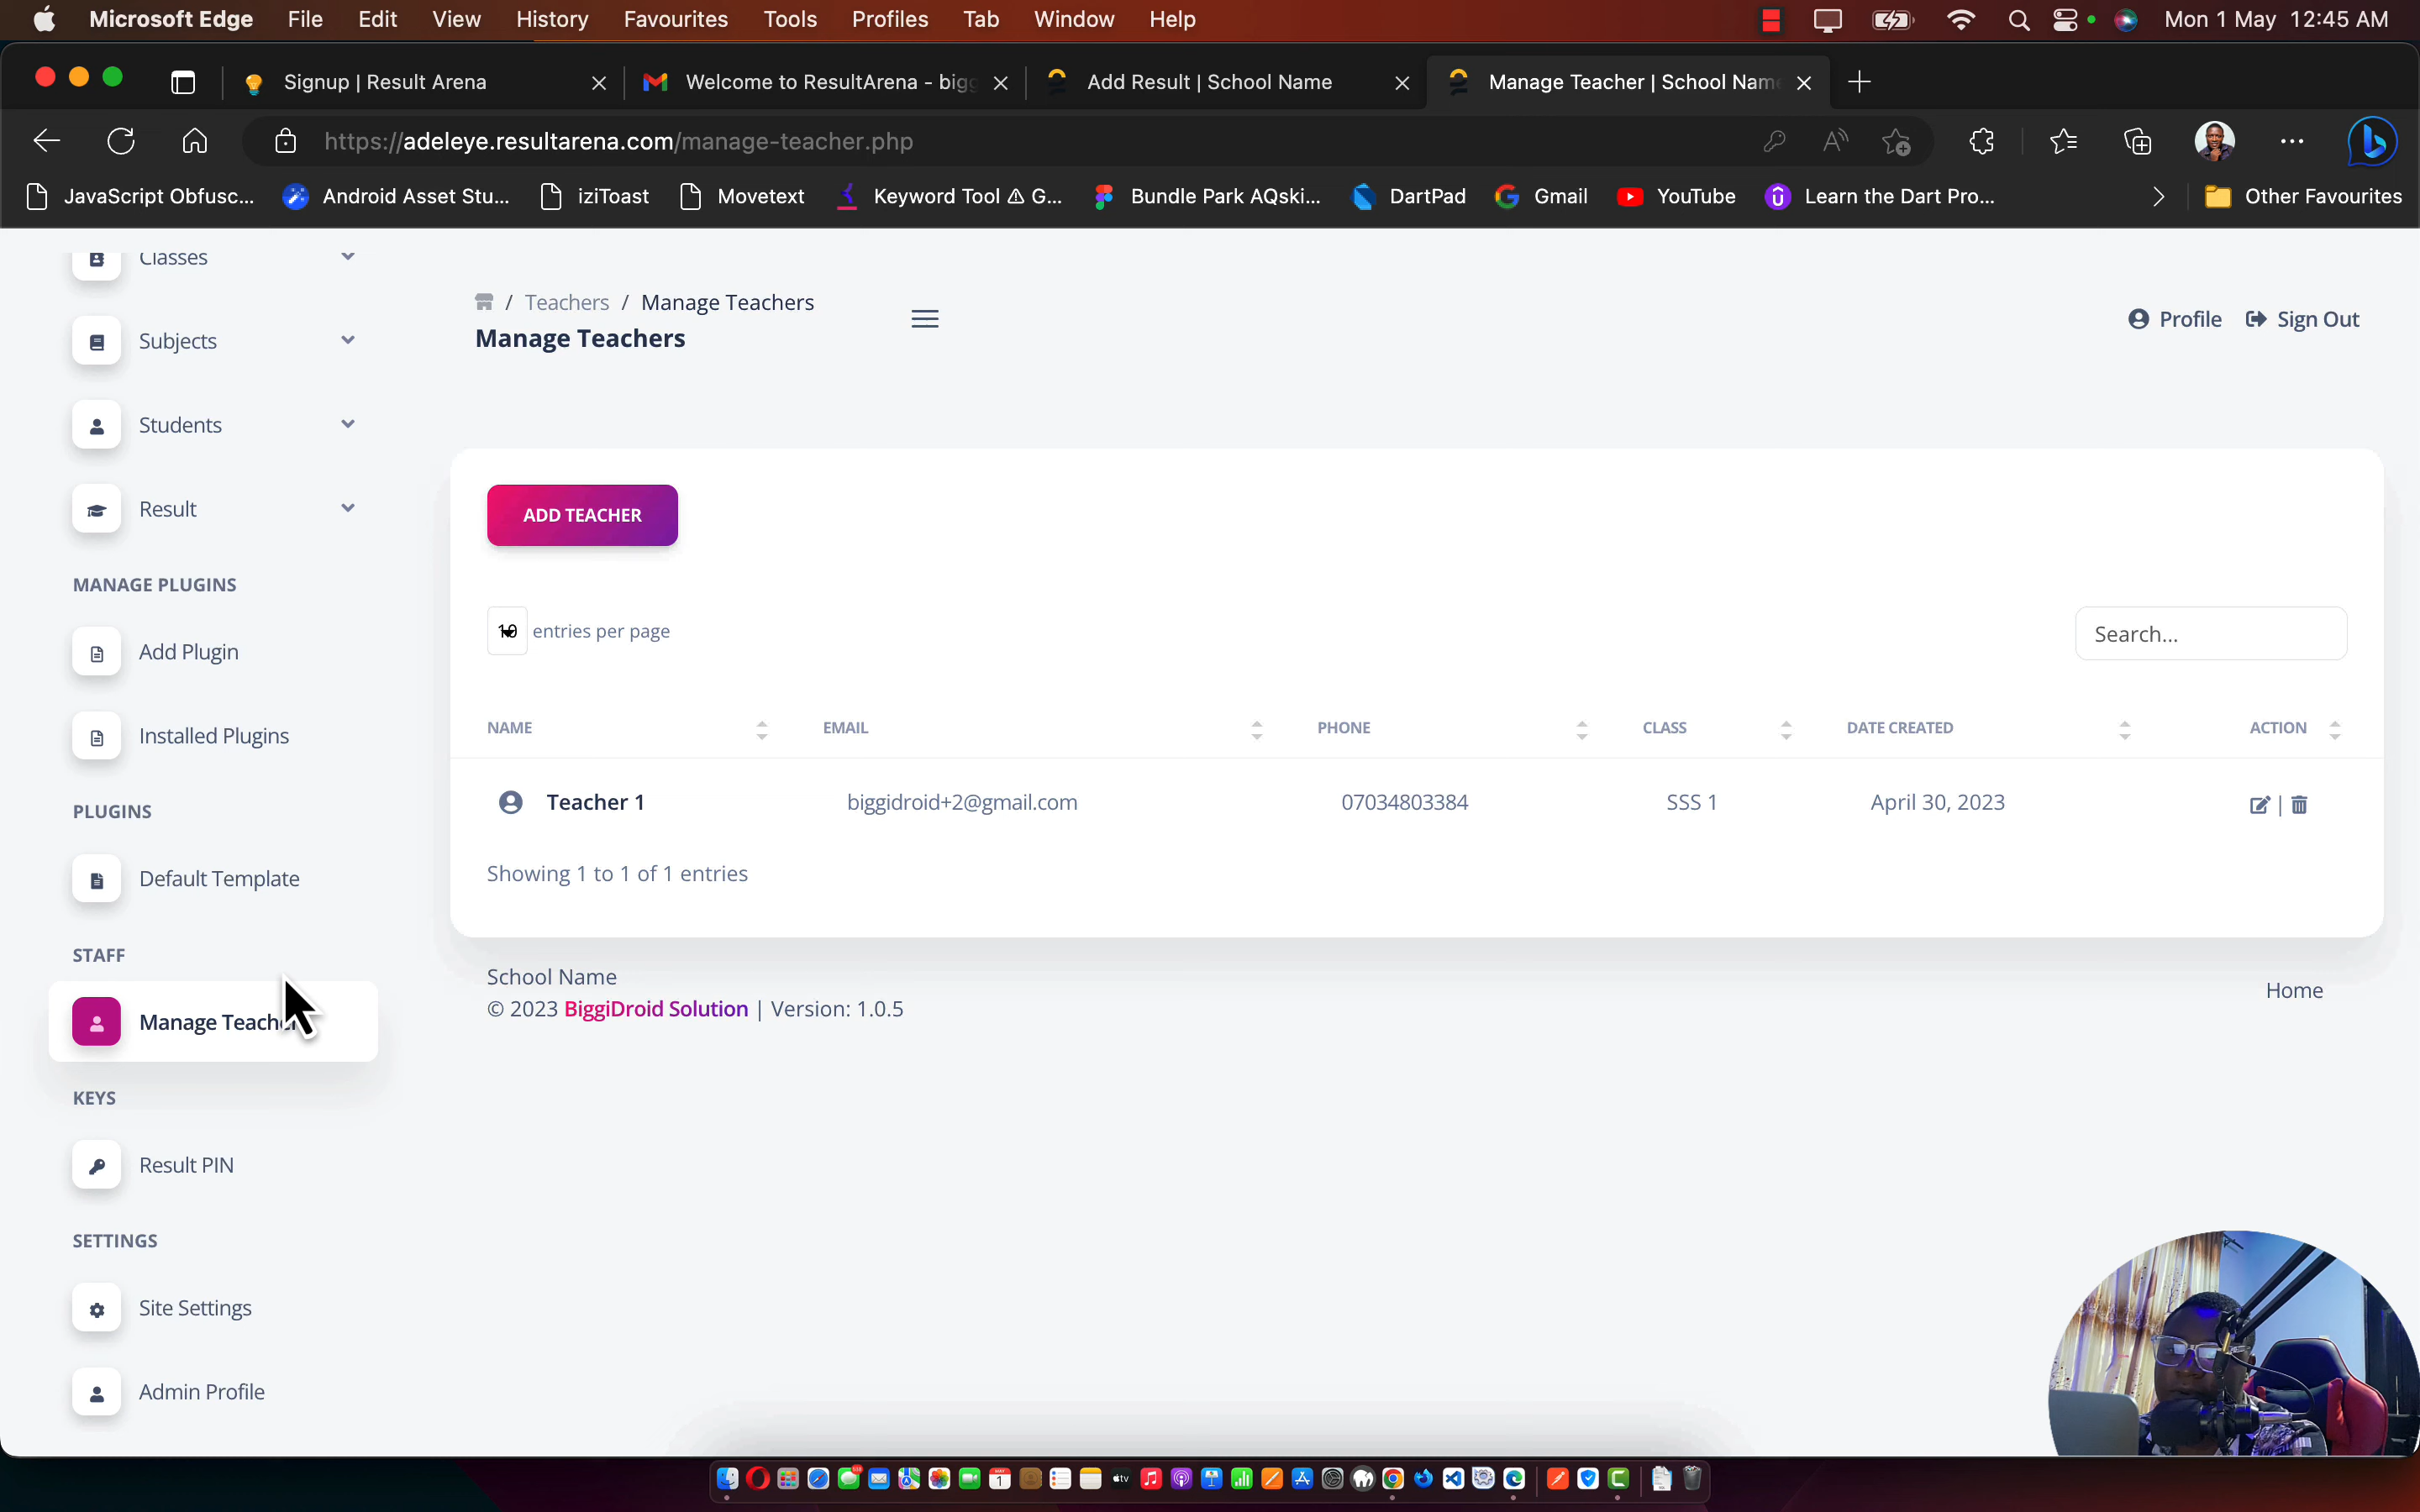 Microsoft Edge File Edit View History Favourites Tools Profiles Tab Window Help Mon 1 May 12:45 AM
Signup | Result Arena Welcome to ResultArena - bigg Add Result | School Name Manage Teacher | School Name
https://adeleye.resultarena.com/manage-teacher.php
JavaScript Obfusc... Android Asset Stu... iziToast Movetext Keyword Tool ⚠ G... Bundle Park AQski... DartPad Gmail YouTube Learn the Dart Pro... Other Favourites
Classes
/ Teachers / Manage Teachers
Manage Teachers
Profile Sign Out
Subjects
Students
Result
ADD TEACHER
MANAGE PLUGINS
10 entries per page
Search...
Add Plugin
Installed Plugins
NAME EMAIL PHONE CLASS DATE CREATED ACTION
Teacher 1 biggidroid+2@gmail.com 07034803384 SSS 1 April 30, 2023 |
Showing 1 to 1 of 1 entries
PLUGINS
Default Template
STAFF
Manage Teacher
School Name
© 2023 BiggiDroid Solution | Version: 1.0.5
Home
KEYS
Result PIN
SETTINGS
Site Settings
Admin Profile